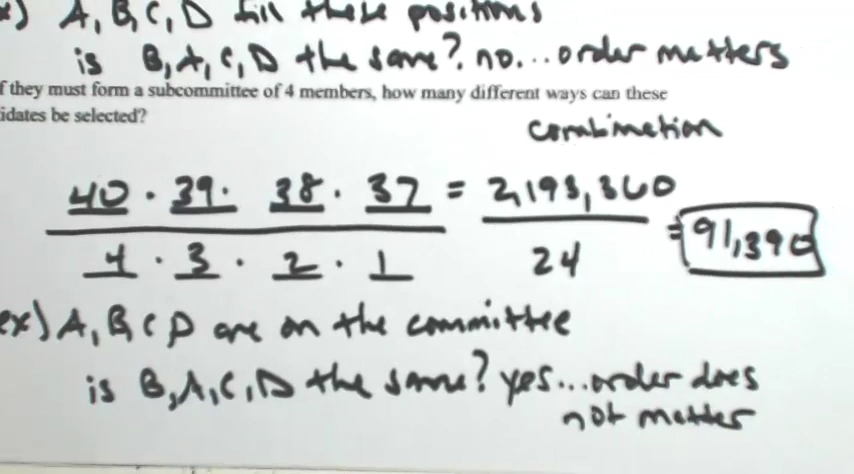 A, B, C, D fill these positions
is B, A, C, D the same? no... order matters
f they must form a subcommittee of 4 members, how many different ways can these
idates be selected?
combination
40 · 39 · 38 · 37 = 2,193,360 = 91,390
4 · 3 · 2 · 1 24
ex) A, B C D are on the committee
is B, A, C, D the same? yes... order does
not matter